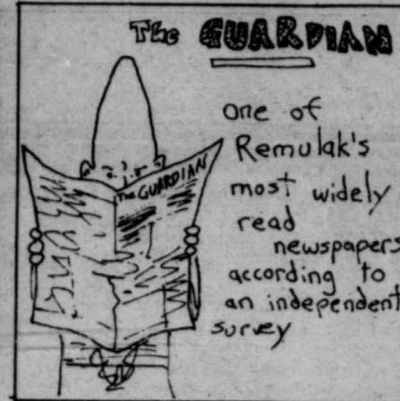 The GUARDIAN
one of
Remulak's
most widely
read
newspapers
according to
an independent
survey
The GUARDIAN